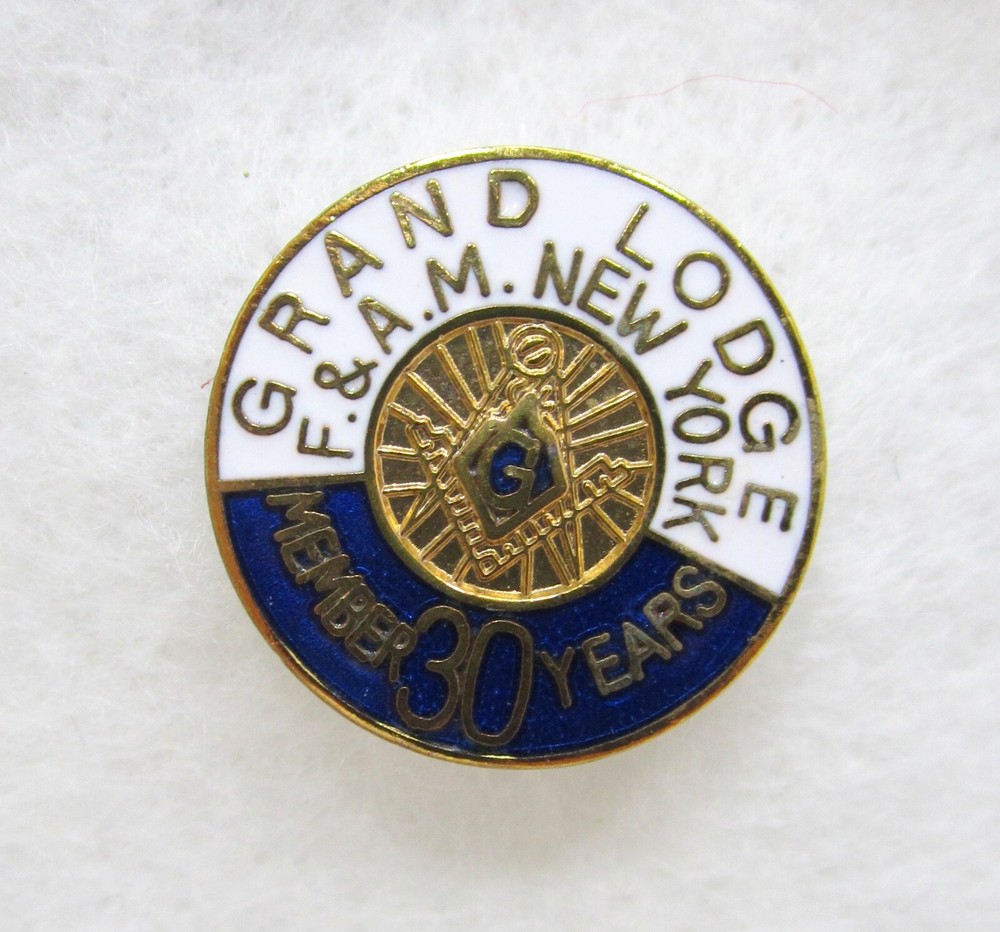 GRAND LODGE
F. & A. M. NEW YORK
G
MEMBER 30 YEARS